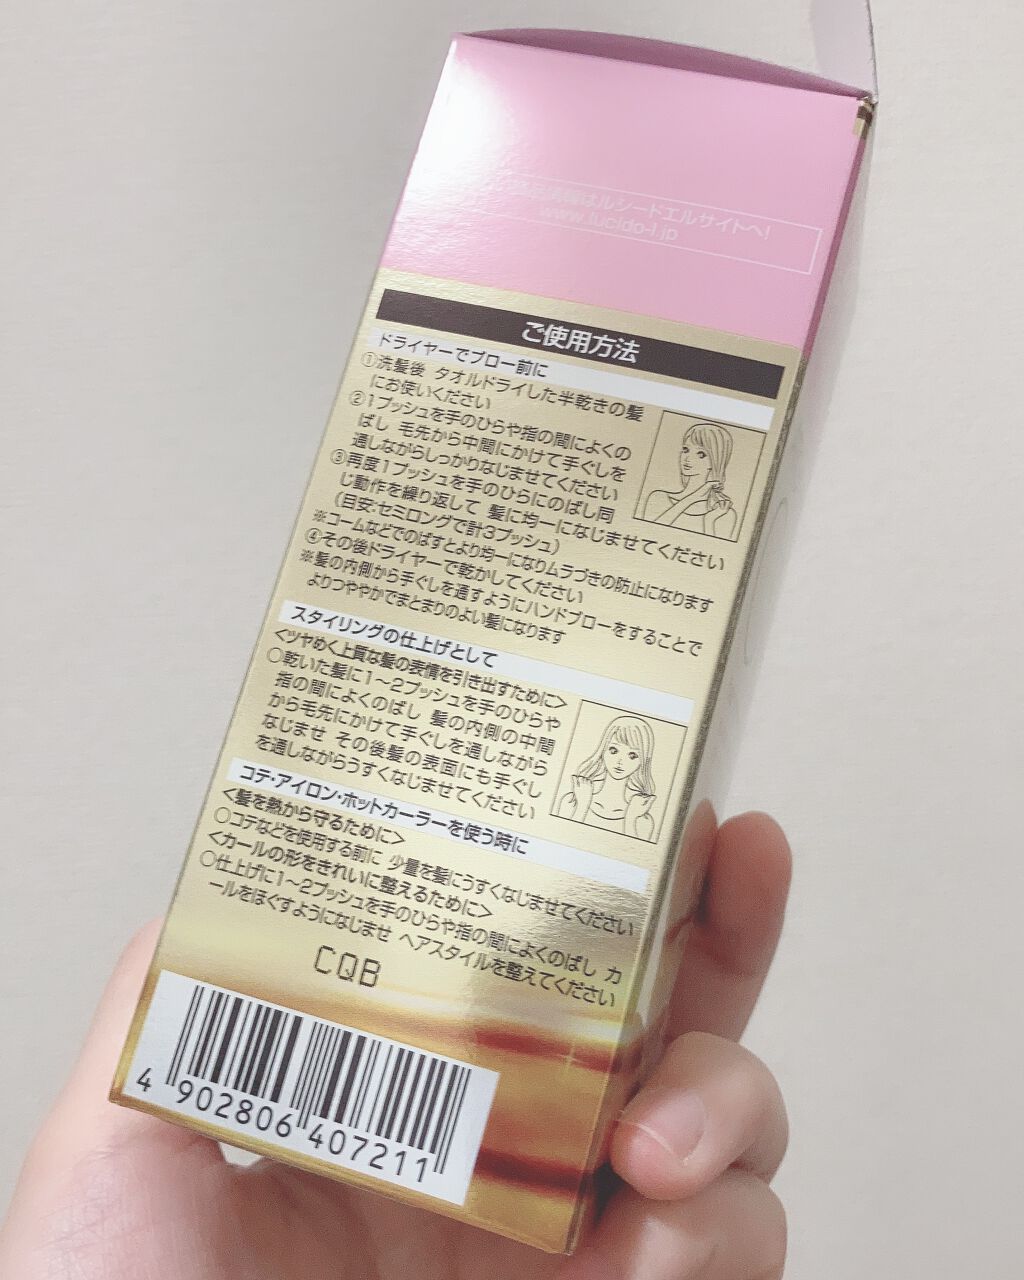 商品情報はルシードエルサイトへ!
www.lucido-l.jp
ご使用方法
ドライヤーでブロー前に
①洗髪後 タオルドライした半乾きの髪
にお使いください
②1プッシュを手のひらや指の間によくの
ばし 毛先から中間にかけて手ぐしを
通しながらしっかりなじませてください
③再度1プッシュを手のひらにのばし同
じ動作を繰り返して 髪に均一になじませてください
(目安:セミロングで計3プッシュ)
※コームなどでのばすとより均一になりムラづきの防止になります
④その後ドライヤーで乾かしてください
※髪の内側から手ぐしを通すようにハンドブローをすることで
よりつややかでまとまりのよい髪になります
スタイリングの仕上げとして
<ツヤめく上質な髪の表情を引き出すために>
○乾いた髪に1~2プッシュを手のひらや
指の間によくのばし 髪の内側の中間
から毛先にかけて手ぐしを通しながら
なじませ その後髪の表面にも手ぐし
を通しながらうすくなじませてください
コテ・アイロン・ホットカーラーを使う時に
<髪を熱から守るために>
○コテなどを使用する前に 少量を髪にうすくなじませてください
<カールの形をきれいに整えるために>
○仕上げに1~2プッシュを手のひらや指の間によくのばし カ
ールをほぐすようになじませ ヘアスタイルを整えてください
CQB
4 902806 407211